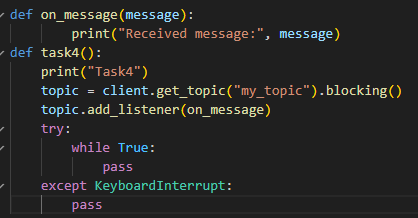 def on_message(message):
        print("Received message:", message)
def task4():
    print("Task4")
    topic = client.get_topic("my_topic").blocking()
    topic.add_listener(on_message)
    try:
        while True:
            pass
    except KeyboardInterrupt:
        pass